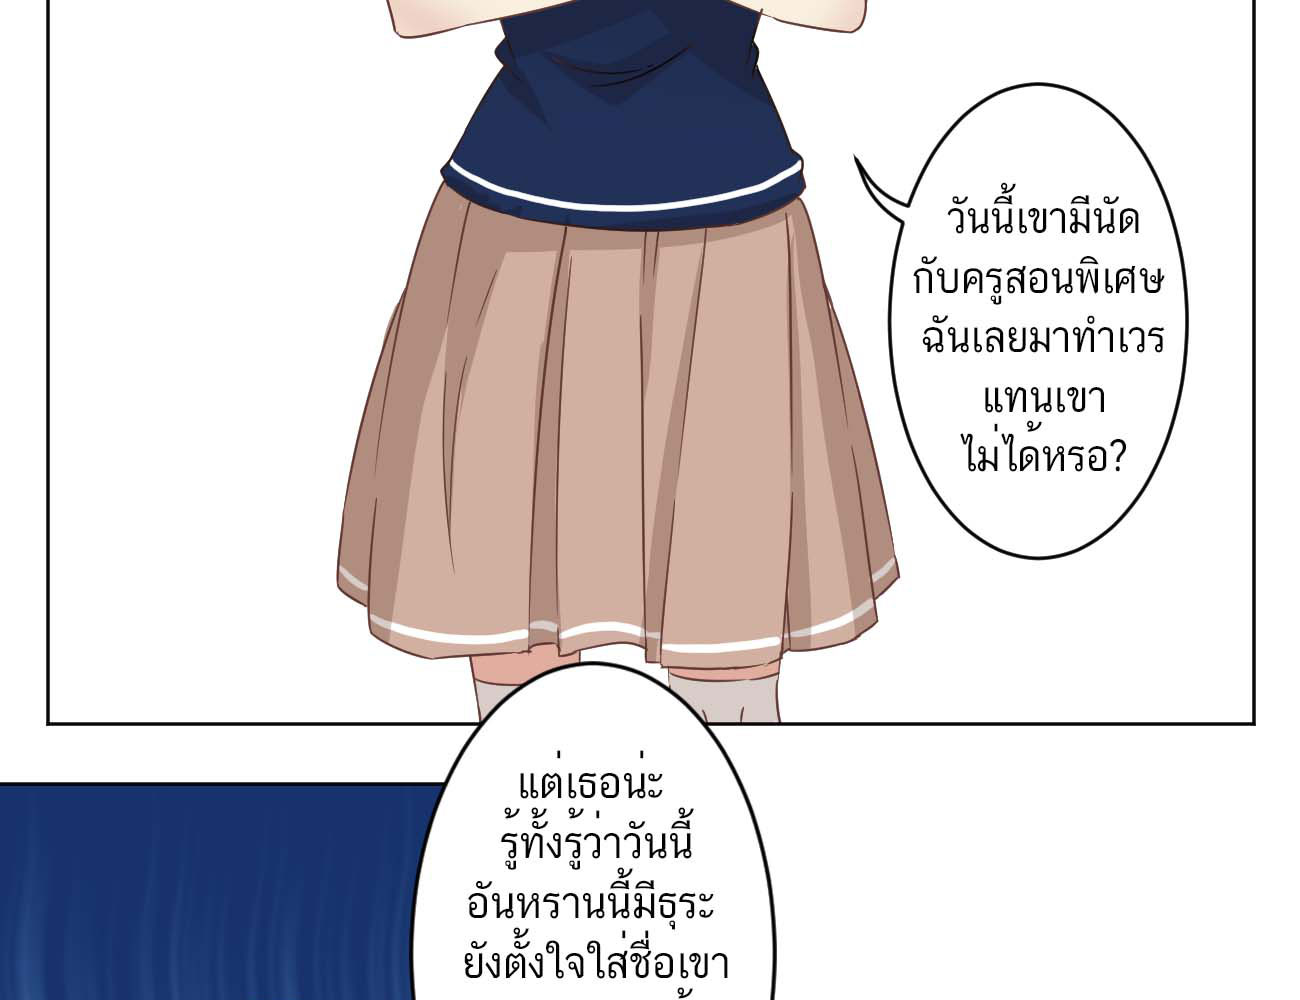 วันนี้เขามีนัด
กับครูสอนพิเศษ
ฉันเลยมาทำเวร
แทนเขา
ไม่ได้หรอ?
แต่เธอน่ะ
รู้ทั้งรู้ว่าวันนี้
อันหรานนี้มีธุระ
ยังตั้งใจใส่ชื่อเขา